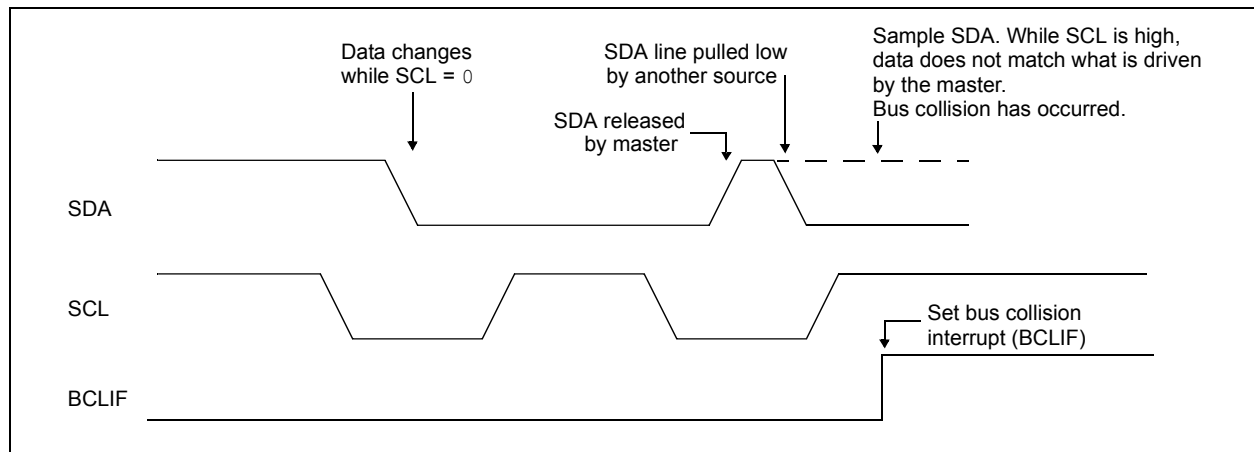 Data changes
while SCL = 0
SDA line pulled low
by another source
Sample SDA. While SCL is high,
data does not match what is driven
by the master.
Bus collision has occurred.
SDA released
by master
SDA
SCL
Set bus collision
interrupt (BCLIF)
BCLIF